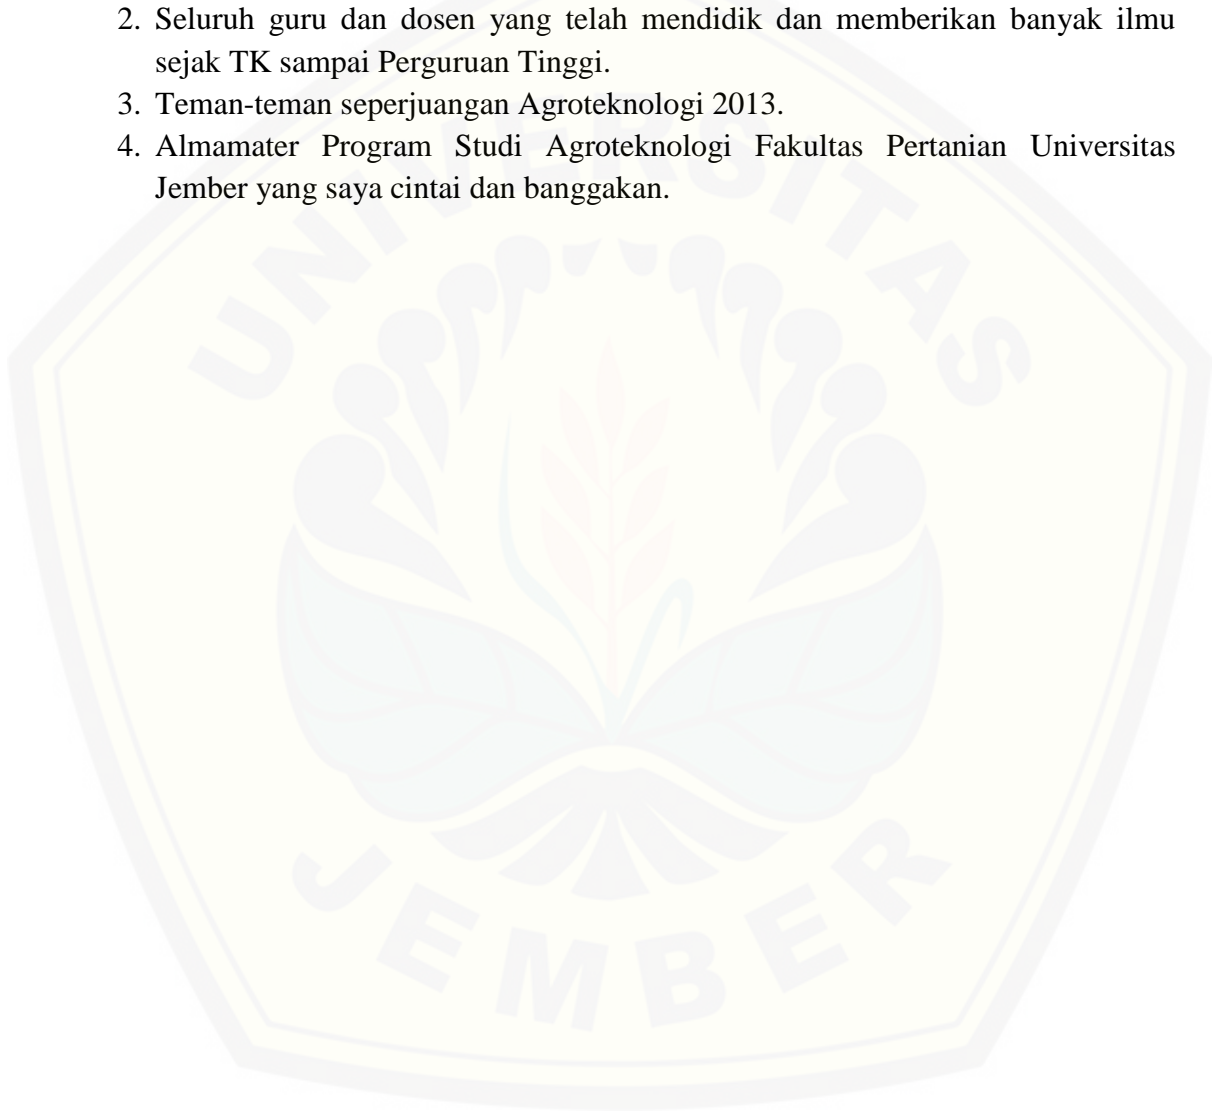 2. Seluruh guru dan dosen yang telah mendidik dan memberikan banyak ilmu
sejak TK sampai Perguruan Tinggi.
3. Teman-teman seperjuangan Agroteknologi 2013.
4. Almamater Program Studi Agroteknologi Fakultas Pertanian Universitas
Jember yang saya cintai dan banggakan.
UNIVERSITAS
JEMBER